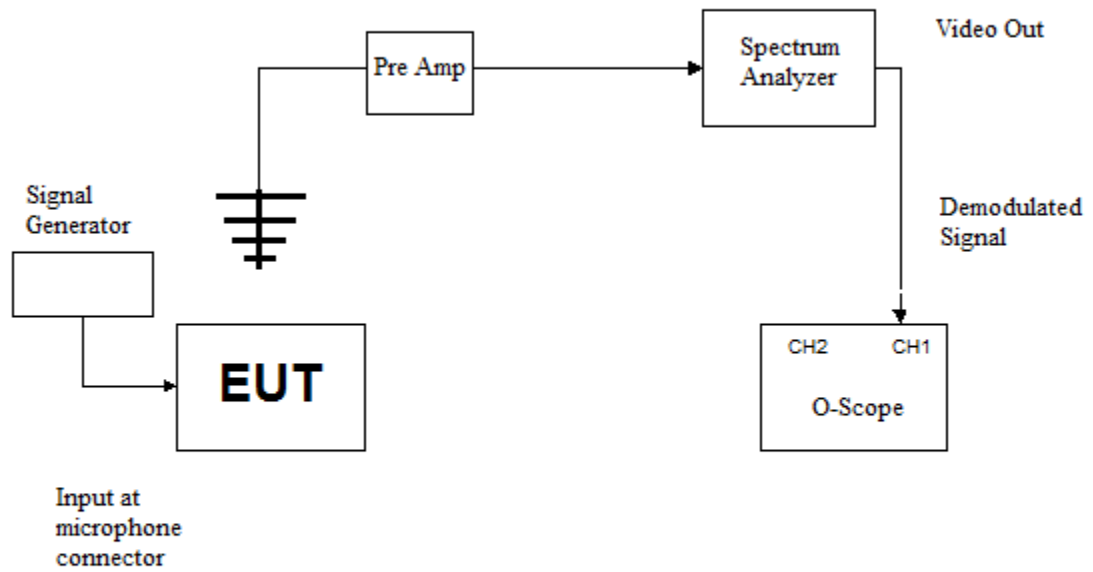 Video Out
Spectrum
Analyzer
Pre Amp
Signal
Generator
Demodulated
Signal
CH2 CH1
O-Scope
EUT
Input at
microphone
connector